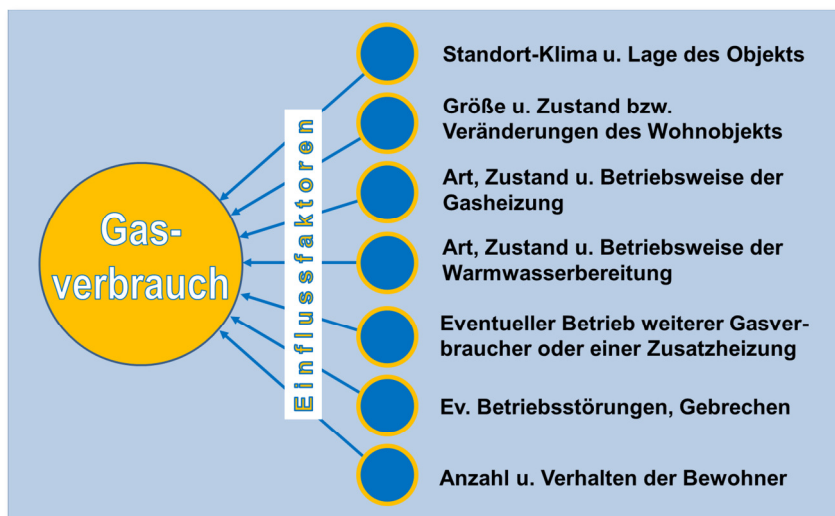 Gas-
verbrauch
Einflussfaktoren
Standort-Klima u. Lage des Objekts
Größe u. Zustand bzw.
Veränderungen des Wohnobjekts
Art, Zustand u. Betriebsweise der
Gasheizung
Art, Zustand u. Betriebsweise der
Warmwasserbereitung
Eventueller Betrieb weiterer Gasver-
braucher oder einer Zusatzheizung
Ev. Betriebsstörungen, Gebrechen
Anzahl u. Verhalten der Bewohner